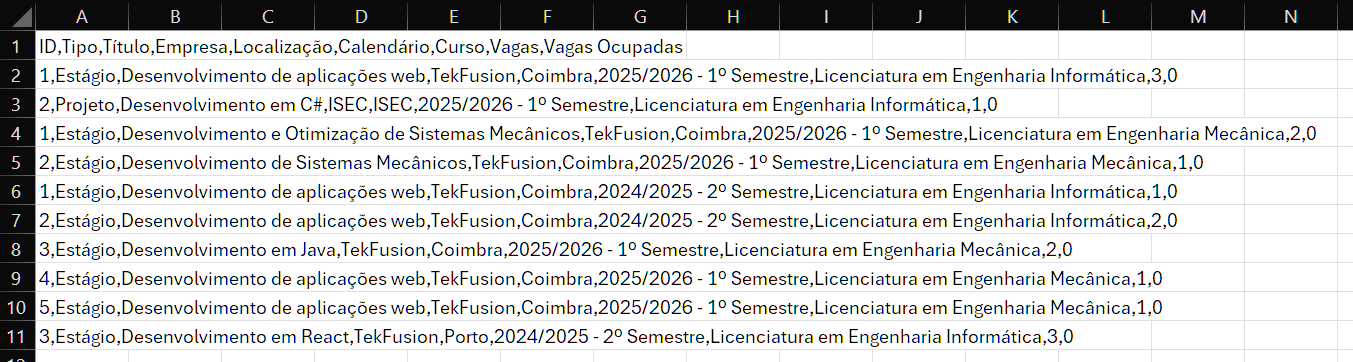 A B C D E F G H I J K L M N
1 ID,Tipo,Título,Empresa,Localização,Calendário,Curso,Vagas,Vagas Ocupadas
2 1,Estágio,Desenvolvimento de aplicações web,TekFusion,Coimbra,2025/2026 - 1º Semestre,Licenciatura em Engenharia Informática,3,0
3 2,Projeto,Desenvolvimento em C#,ISEC,ISEC,2025/2026 - 1º Semestre,Licenciatura em Engenharia Informática,1,0
4 1,Estágio,Desenvolvimento e Otimização de Sistemas Mecânicos,TekFusion,Coimbra,2025/2026 - 1º Semestre,Licenciatura em Engenharia Mecânica,2,0
5 2,Estágio,Desenvolvimento de Sistemas Mecânicos,TekFusion,Coimbra,2025/2026 - 1º Semestre,Licenciatura em Engenharia Mecânica,1,0
6 1,Estágio,Desenvolvimento de aplicações web,TekFusion,Coimbra,2024/2025 - 2º Semestre,Licenciatura em Engenharia Informática,1,0
7 2,Estágio,Desenvolvimento de aplicações web,TekFusion,Coimbra,2024/2025 - 2º Semestre,Licenciatura em Engenharia Informática,2,0
8 3,Estágio,Desenvolvimento em Java,TekFusion,Coimbra,2025/2026 - 1º Semestre,Licenciatura em Engenharia Mecânica,2,0
9 4,Estágio,Desenvolvimento de aplicações web,TekFusion,Coimbra,2025/2026 - 1º Semestre,Licenciatura em Engenharia Mecânica,1,0
10 5,Estágio,Desenvolvimento de aplicações web,TekFusion,Coimbra,2025/2026 - 1º Semestre,Licenciatura em Engenharia Mecânica,1,0
11 3,Estágio,Desenvolvimento em React,TekFusion,Porto,2024/2025 - 2º Semestre,Licenciatura em Engenharia Informática,3,0